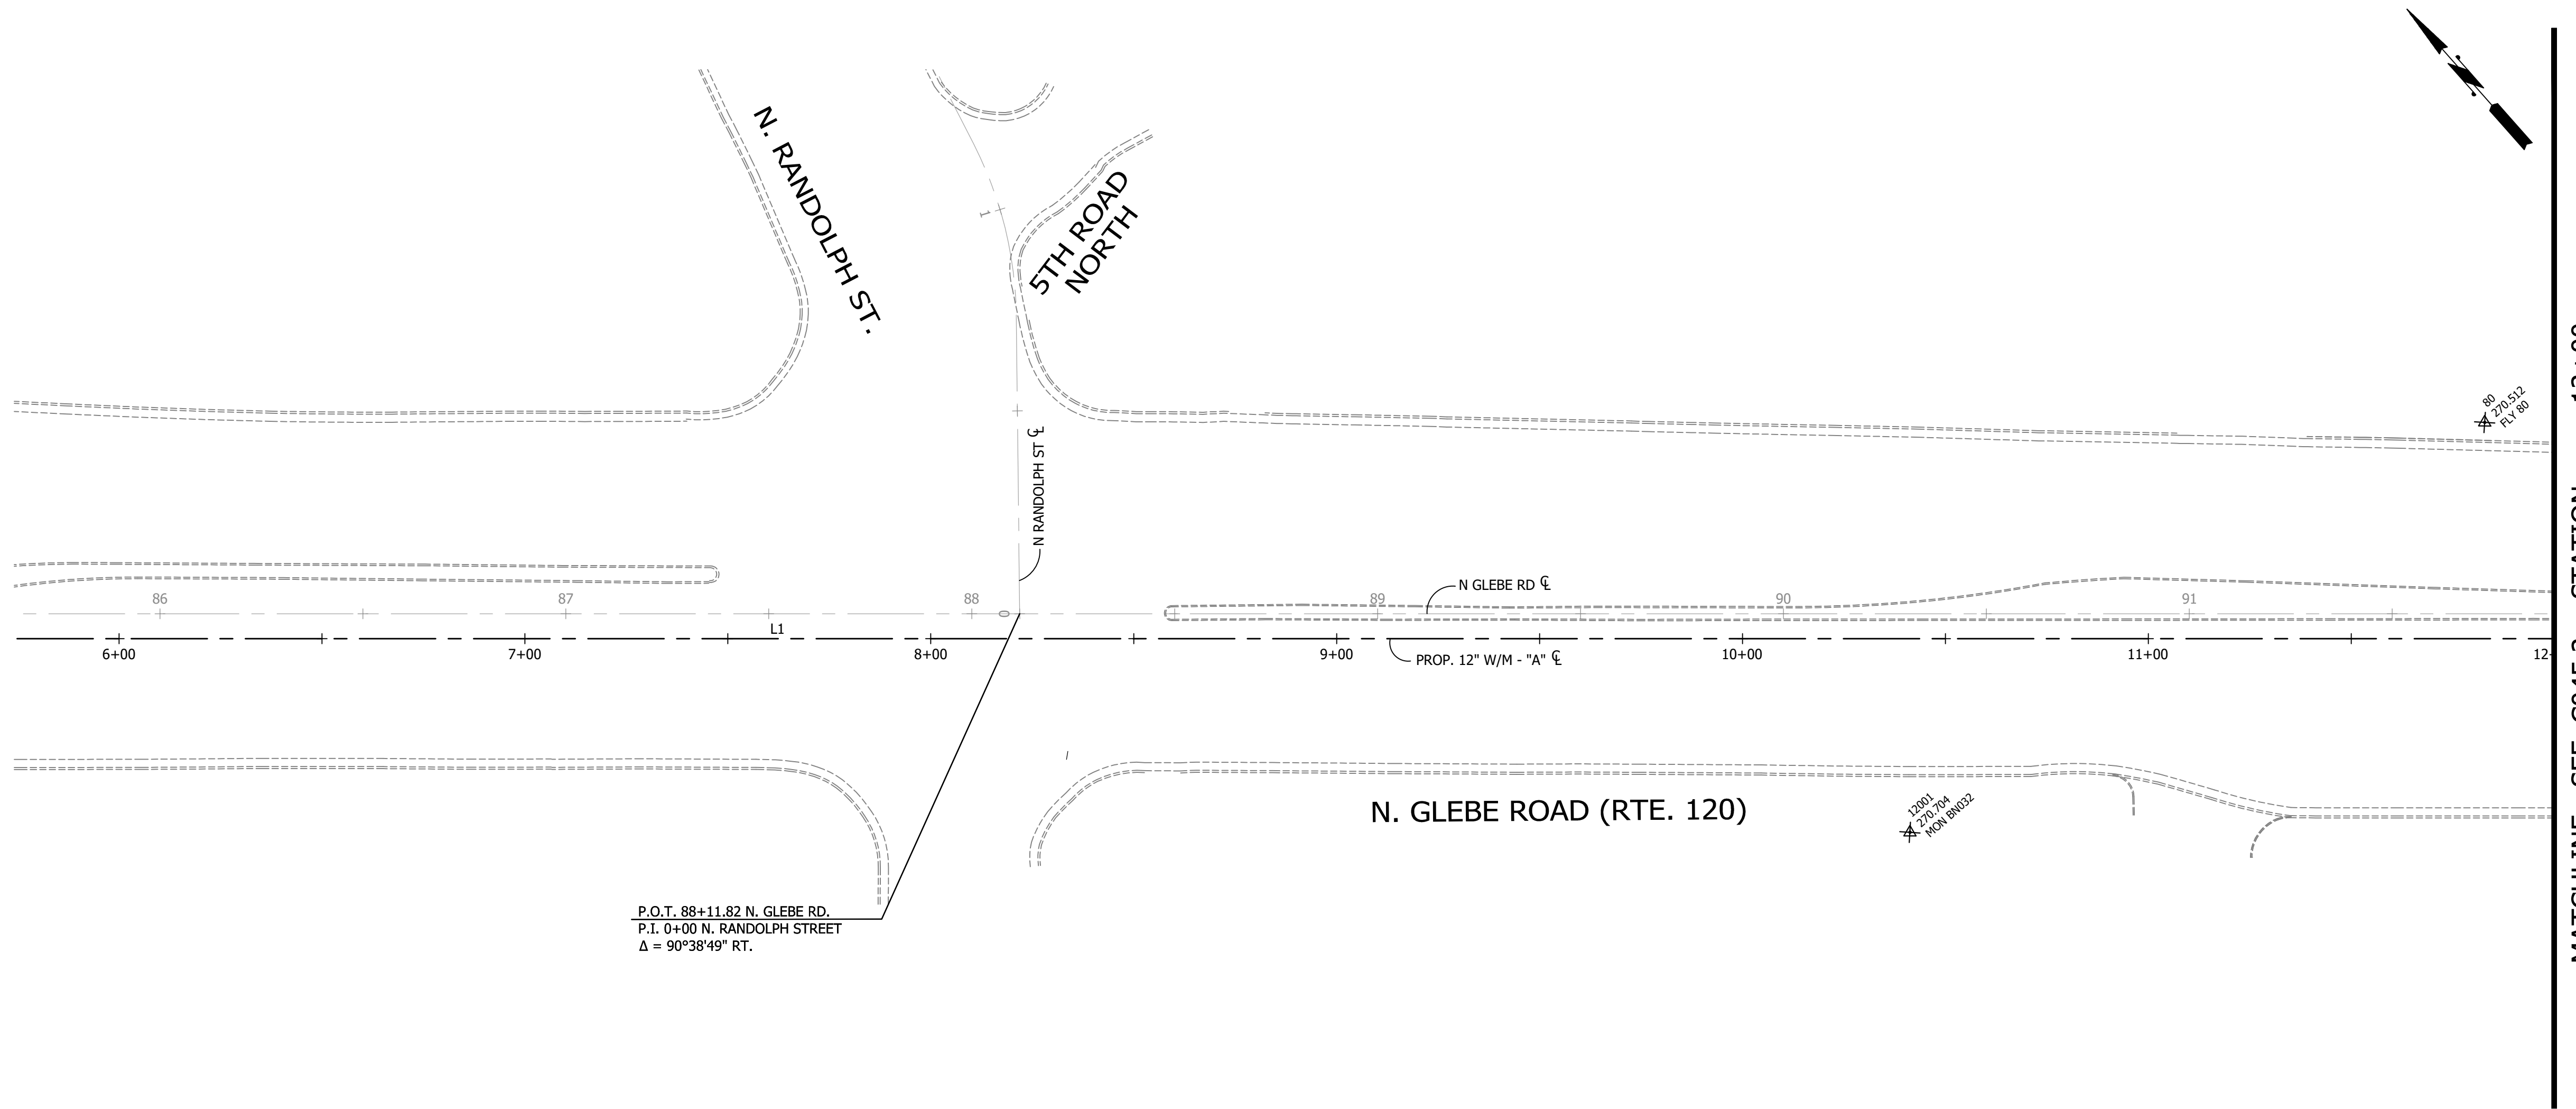 N. RANDOLPH ST.
5TH ROAD
NORTH
1
80
270.512
FLY 80
N RANDOLPH ST ℄
N GLEBE RD ℄
86
87
88
0
89
90
91
L1
6+00
7+00
8+00
9+00
10+00
11+00
12
PROP. 12" W/M - "A" ℄
N. GLEBE ROAD (RTE. 120)
12001
270.704
MON BN032
P.O.T. 88+11.82 N. GLEBE RD.
P.I. 0+00 N. RANDOLPH STREET
Δ = 90°38'49" RT.